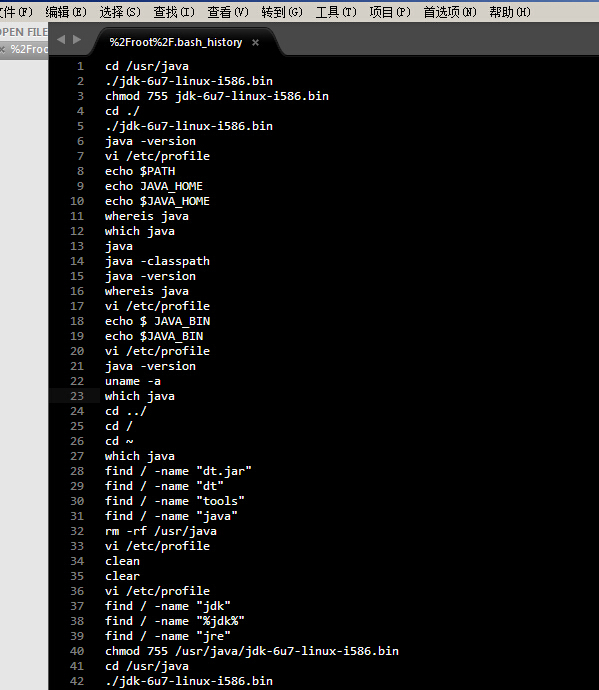 文件(F) 编辑(E) 选择(S) 查找(I) 查看(V) 转到(G) 工具(T) 项目(P) 首选项(N) 帮助(H)
OPEN FILE
%2Froo
%2Froot%2F.bash_history
1 cd /usr/java
2 ./jdk-6u7-linux-i586.bin
3 chmod 755 jdk-6u7-linux-i586.bin
4 cd ./
5 ./jdk-6u7-linux-i586.bin
6 java -version
7 vi /etc/profile
8 echo $PATH
9 echo JAVA_HOME
10 echo $JAVA_HOME
11 whereis java
12 which java
13 java
14 java -classpath
15 java -version
16 whereis java
17 vi /etc/profile
18 echo $ JAVA_BIN
19 echo $JAVA_BIN
20 vi /etc/profile
21 java -version
22 uname -a
23 which java
24 cd ../
25 cd /
26 cd ~
27 which java
28 find / -name "dt.jar"
29 find / -name "dt"
30 find / -name "tools"
31 find / -name "java"
32 rm -rf /usr/java
33 vi /etc/profile
34 clean
35 clear
36 vi /etc/profile
37 find / -name "jdk"
38 find / -name "%jdk%"
39 find / -name "jre"
40 chmod 755 /usr/java/jdk-6u7-linux-i586.bin
41 cd /usr/java
42 ./jdk-6u7-linux-i586.bin